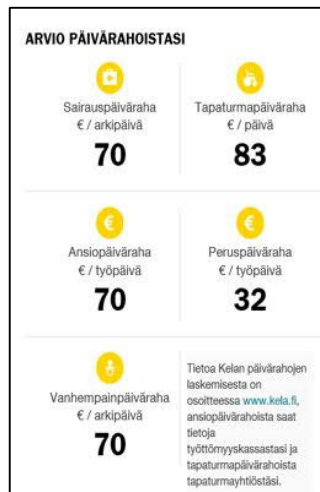 ARVIO PÄIVÄRAHOISTASI
Sairauspäiväraha
€ / arkipäivä
70
Tapaturmapäiväraha
€ / päivä
83
Ansiopäiväraha
€ / työpäivä
70
Peruspäiväraha
€ / työpäivä
32
Vanhempainpäiväraha
€ / arkipäivä
70
Tietoa Kelan päivärahojen
laskemisesta on
osoitteessa www.kela.fi,
ansiopäivärahoista saat
tietoja
työttömyyskassastasi ja
tapaturmapäivärahoista
tapaturmayhtiöstäsi.